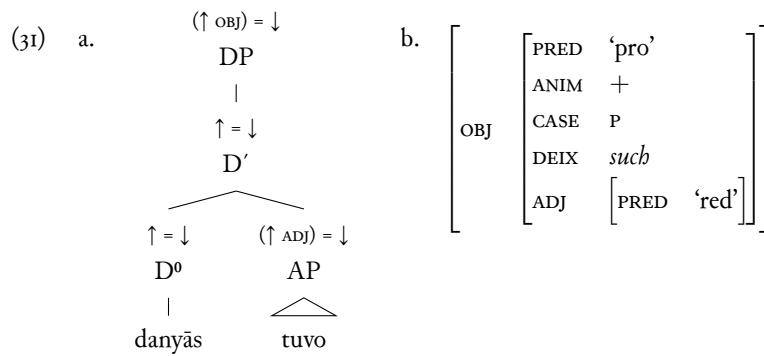 (31) a. (↑ OBJ) = ↓ b.
DP
↑ = ↓
D′
↑ = ↓ (↑ ADJ) = ↓
D⁰ AP
danyās tuvo
OBJ
PRED ‘pro’
ANIM +
CASE P
DEIX such
ADJ [PRED ‘red’]